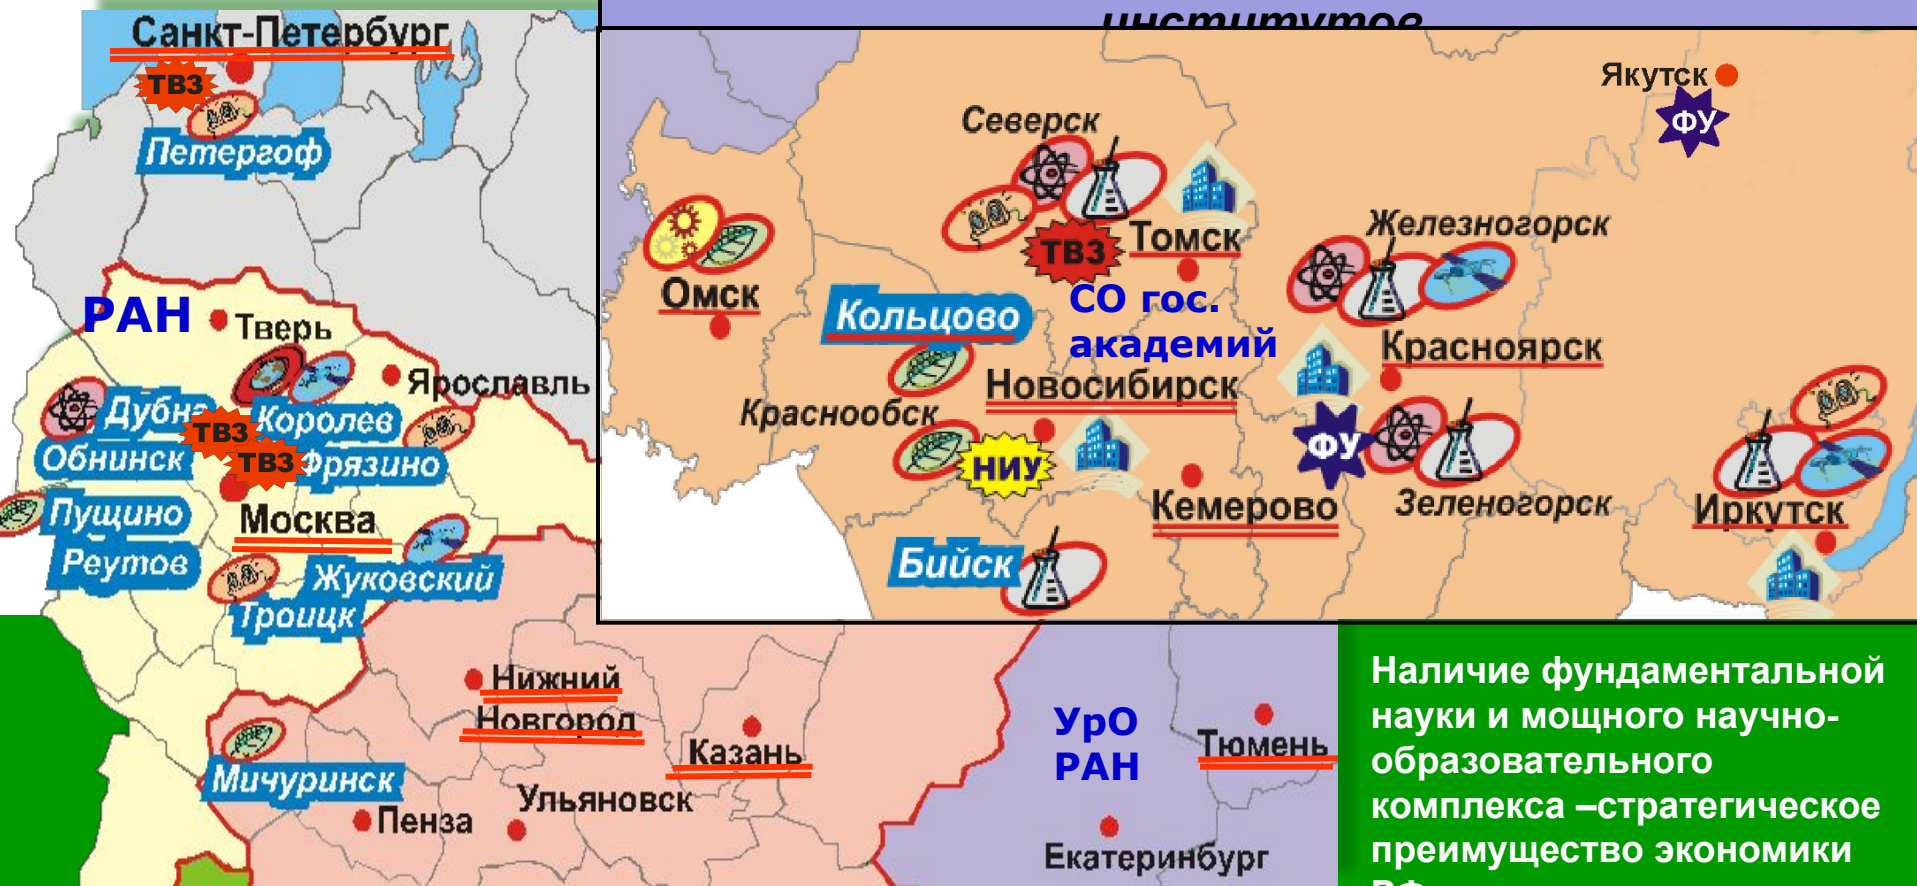 институтов
Санкт-Петербург
ТВЗ
Петергоф
РАН
Тверь
Ярославль
Дубна
ТВЗ
Королев
Обнинск
ТВЗ
Фрязино
Пущино
Москва
Реутов
Жуковский
Троицк
Нижний
Новгород
Казань
Мичуринск
Ульяновск
Пенза
УрО
РАН
Тюмень
Екатеринбург
Якутск
ФУ
Северск
Томск
ТВЗ
Железногорск
Омск
СО гос.
академий
Кольцово
Красноярск
Новосибирск
Краснообск
НИУ
ФУ
Кемерово
Зеленогорск
Иркутск
Бийск
Наличие фундаментальной
науки и мощного научно-
образовательного
комплекса –стратегическое
преимущество экономики